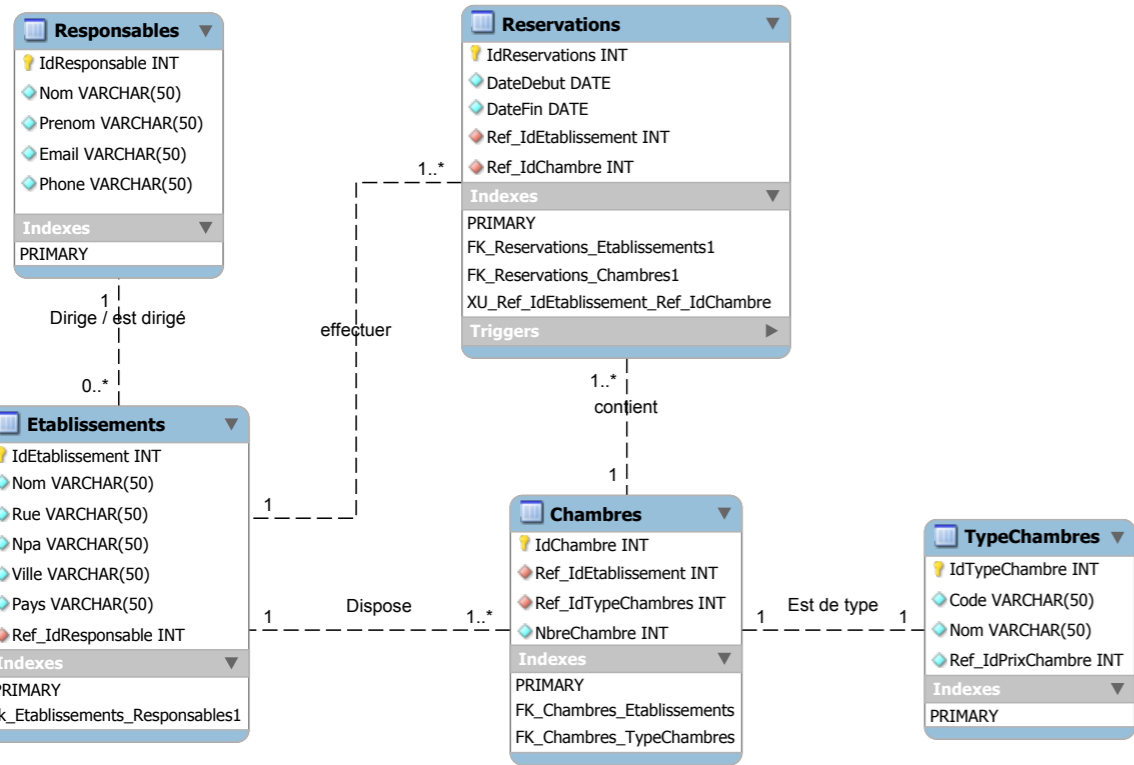 Responsables
IdResponsable INT
Nom VARCHAR(50)
Prenom VARCHAR(50)
Email VARCHAR(50)
Phone VARCHAR(50)
Indexes
PRIMARY
Reservations
IdReservations INT
DateDebut DATE
DateFin DATE
Ref_IdEtablissement INT
Ref_IdChambre INT
Indexes
PRIMARY
FK_Reservations_Etablissements1
FK_Reservations_Chambres1
XU_Ref_IdEtablissement_Ref_IdChambre
Triggers
1..*
1
Dirige / est dirigé
0..*
effectuer
1..*
contient
1
Etablissements
IdEtablissement INT
Nom VARCHAR(50)
Rue VARCHAR(50)
Npa VARCHAR(50)
Ville VARCHAR(50)
Pays VARCHAR(50)
Ref_IdResponsable INT
Indexes
PRIMARY
k_Etablissements_Responsables1
1
1
Dispose
1..*
Chambres
IdChambre INT
Ref_IdEtablissement INT
Ref_IdTypeChambres INT
NbreChambre INT
Indexes
PRIMARY
FK_Chambres_Etablissements
FK_Chambres_TypeChambres
1
Est de type
1
TypeChambres
IdTypeChambre INT
Code VARCHAR(50)
Nom VARCHAR(50)
Ref_IdPrixChambre INT
Indexes
PRIMARY